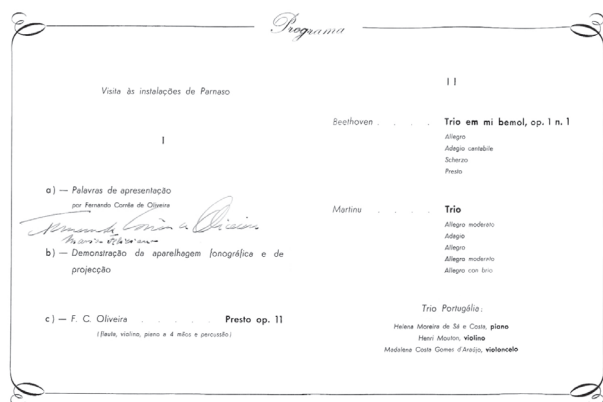 Programa
Visita às instalações de Parnaso
I
a) — Palavras de apresentação
por Fernando Corrêa de Oliveira
Fernando Corrêa de Oliveira
b) — Demonstração da aparelhagem fonográfica e de
projecção
c) — F. C. Oliveira . . . . . Presto op. 11
(flauta, violino, piano a 4 mãos e percussão)
II
Beethoven . . . . Trio em mi bemol, op. 1 n. 1
Allegro
Adagio cantabile
Scherzo
Presto
Martinu . . . . Trio
Allegro moderato
Adagio
Allegro
Allegro moderato
Allegro con brio
Trio Portugália:
Helena Moreira de Sá e Costa, piano
Henri Mouton, violino
Madalena Costa Gomes d'Araújo, violoncelo